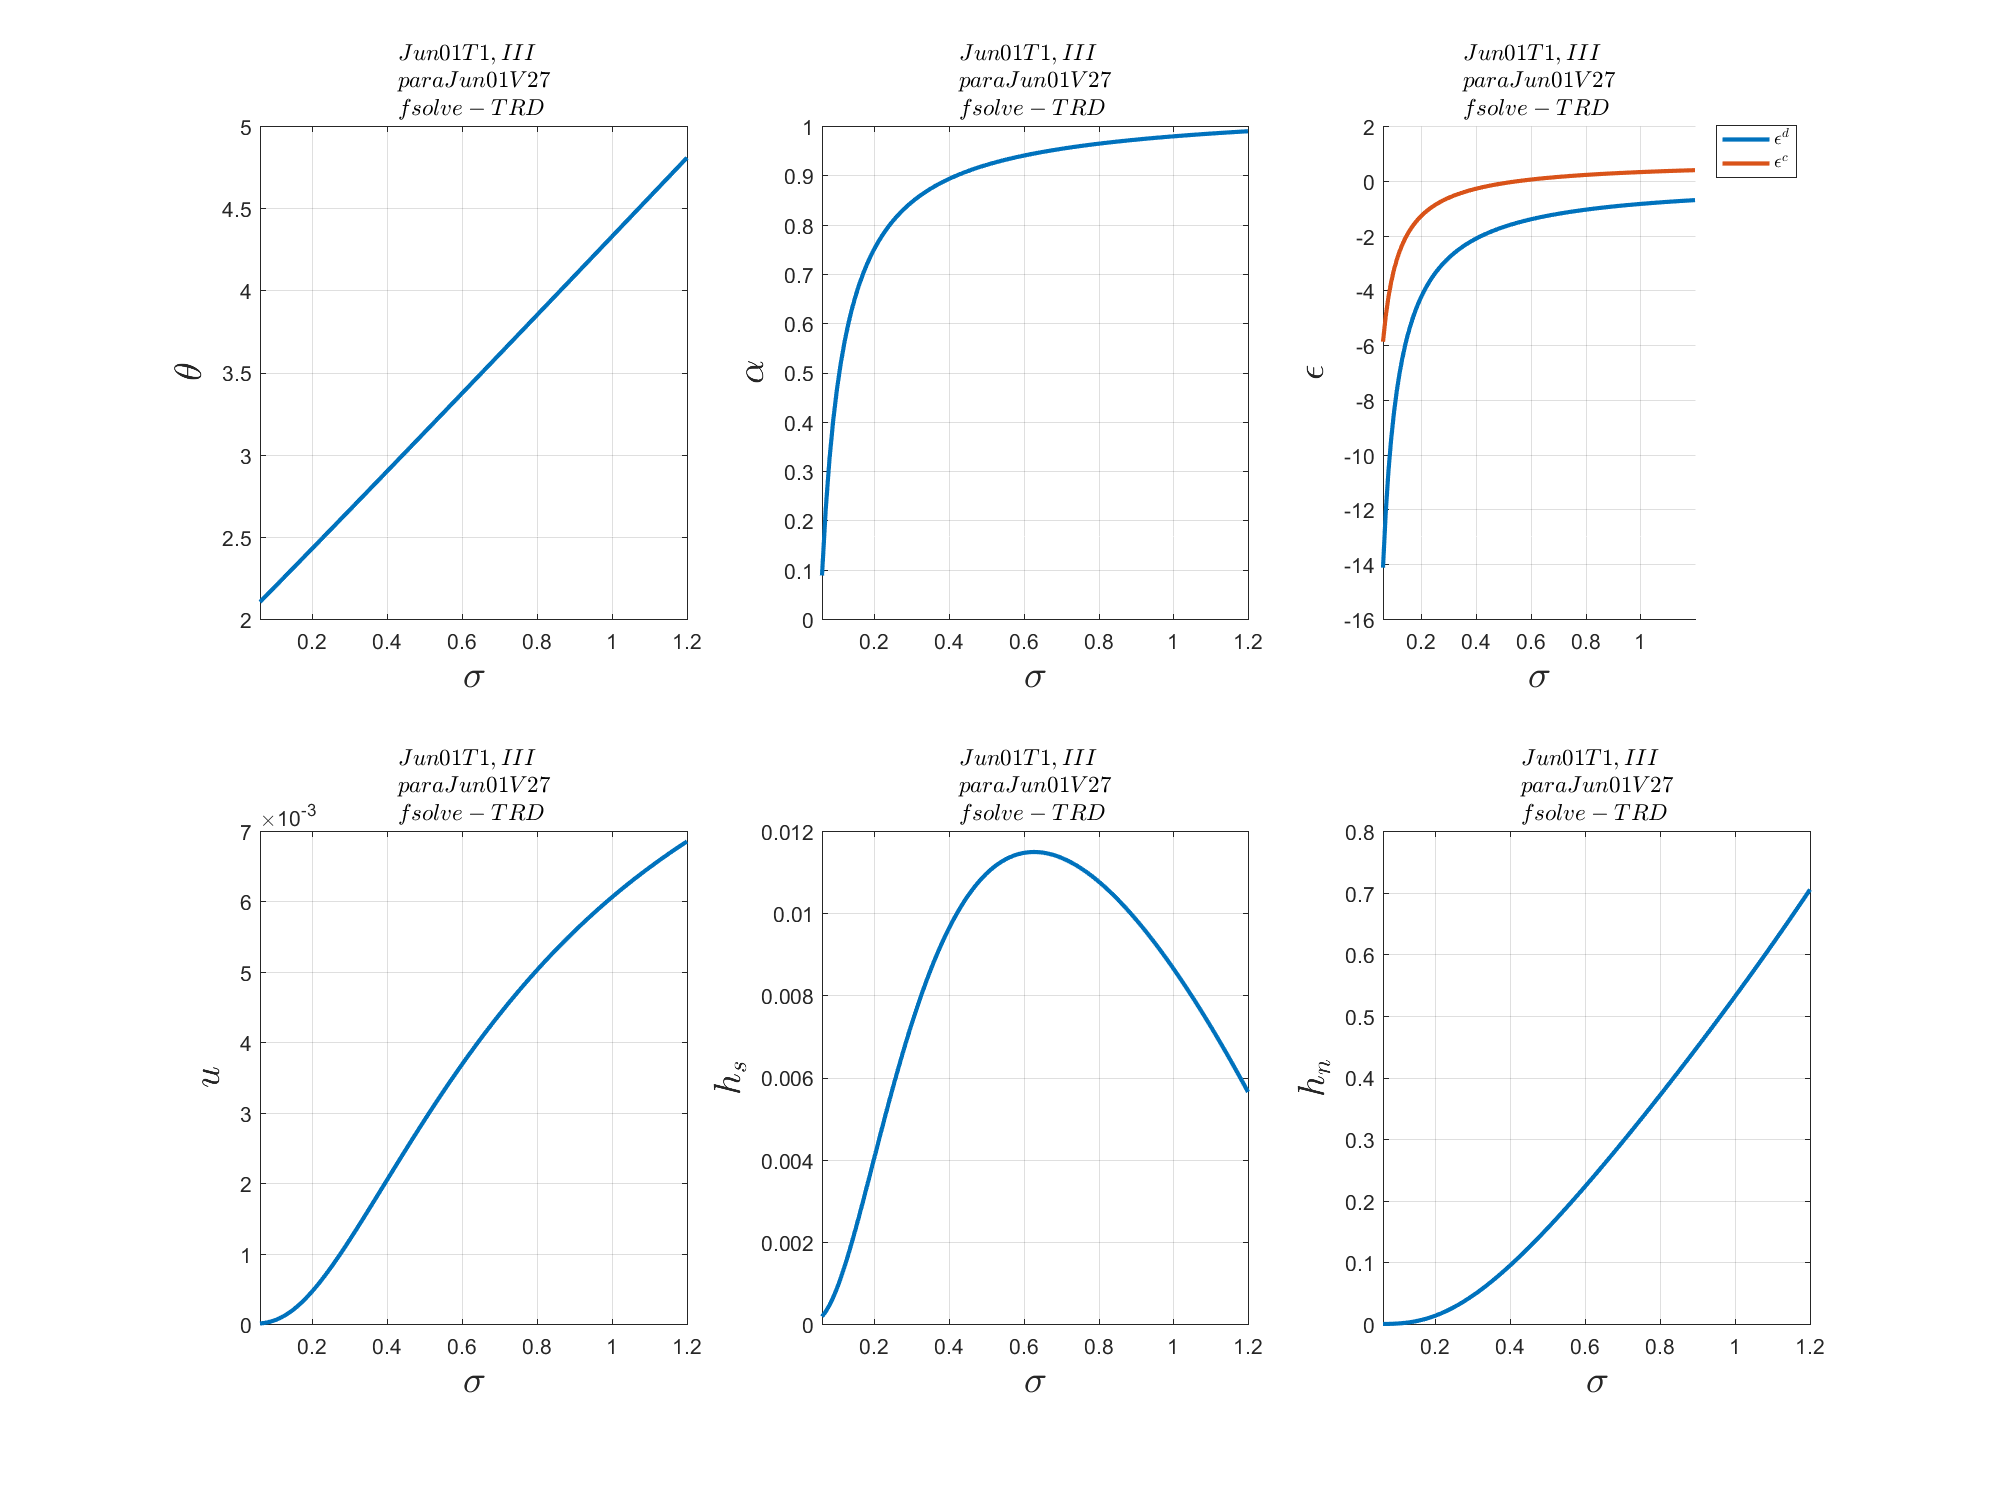 Jun01T1, III
paraJun01V27
fsolve − TRD
5
4.5
4
3.5
3
2.5
2
θ
0.2 0.4 0.6 0.8 1 1.2
σ
Jun01T1, III
paraJun01V27
fsolve − TRD
1
0.9
0.8
0.7
0.6
0.5
0.4
0.3
0.2
0.1
0
α
0.2 0.4 0.6 0.8 1 1.2
σ
Jun01T1, III
paraJun01V27
fsolve − TRD
2
0
-2
-4
-6
-8
-10
-12
-14
-16
ϵ
0.2 0.4 0.6 0.8 1
σ
ϵ^d
ϵ^c
Jun01T1, III
paraJun01V27
fsolve − TRD
×10^-3
7
6
5
4
3
2
1
0
u
0.2 0.4 0.6 0.8 1 1.2
σ
Jun01T1, III
paraJun01V27
fsolve − TRD
0.012
0.01
0.008
0.006
0.004
0.002
0
h_s
0.2 0.4 0.6 0.8 1 1.2
σ
Jun01T1, III
paraJun01V27
fsolve − TRD
0.8
0.7
0.6
0.5
0.4
0.3
0.2
0.1
0
h_n
0.2 0.4 0.6 0.8 1 1.2
σ